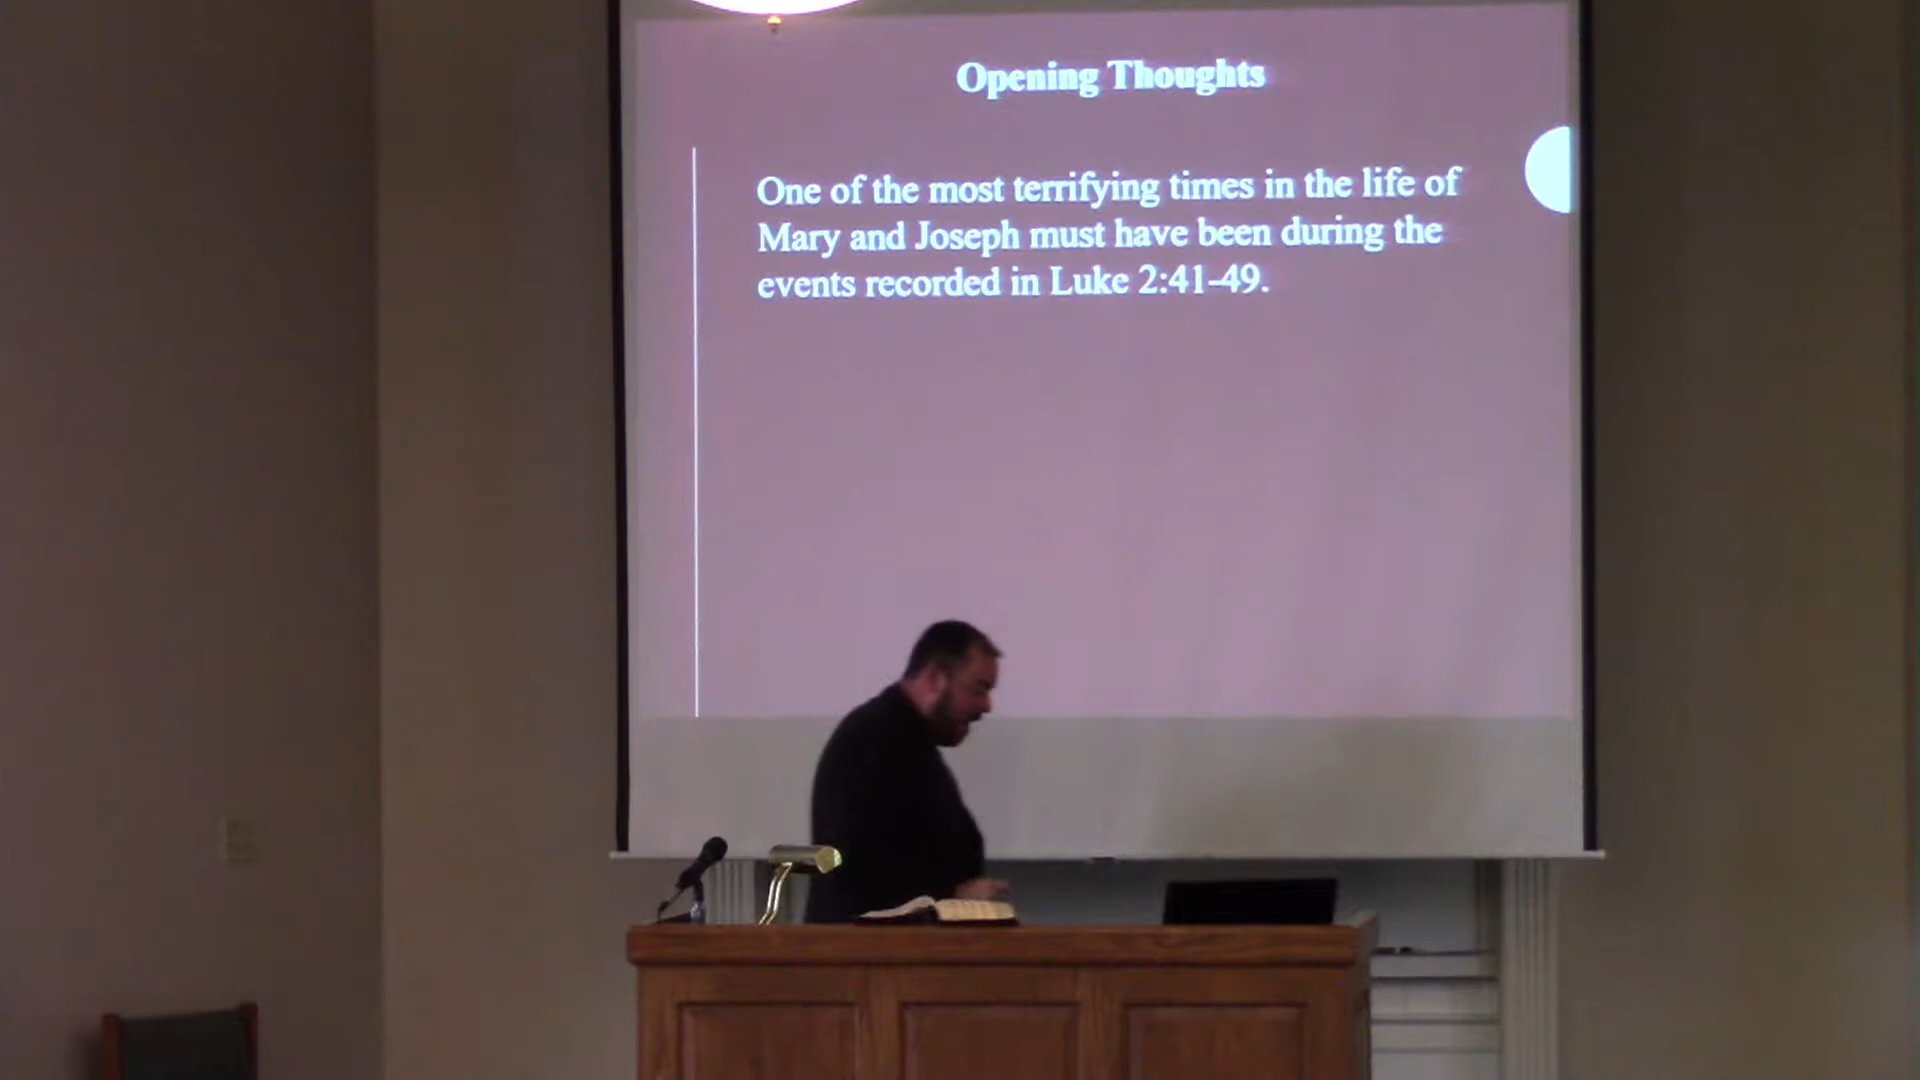 Opening Thoughts
One of the most terrifying times in the life of
Mary and Joseph must have been during the
events recorded in Luke 2:41-49.